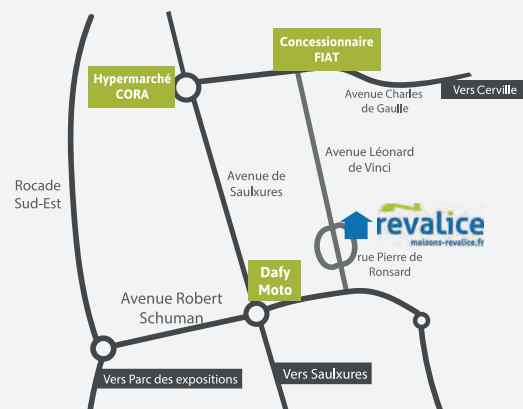 Concessionnaire
FIAT
Hypermarché
CORA
Avenue Charles
de Gaulle
Vers Cerville
Avenue Léonard
de Vinci
Avenue de
Saulxures
Rocade
Sud-Est
revalice
maisons-revalice.fr
rue Pierre de
Ronsard
Dafy
Moto
Avenue Robert
Schuman
Vers Parc des expositions
Vers Saulxures